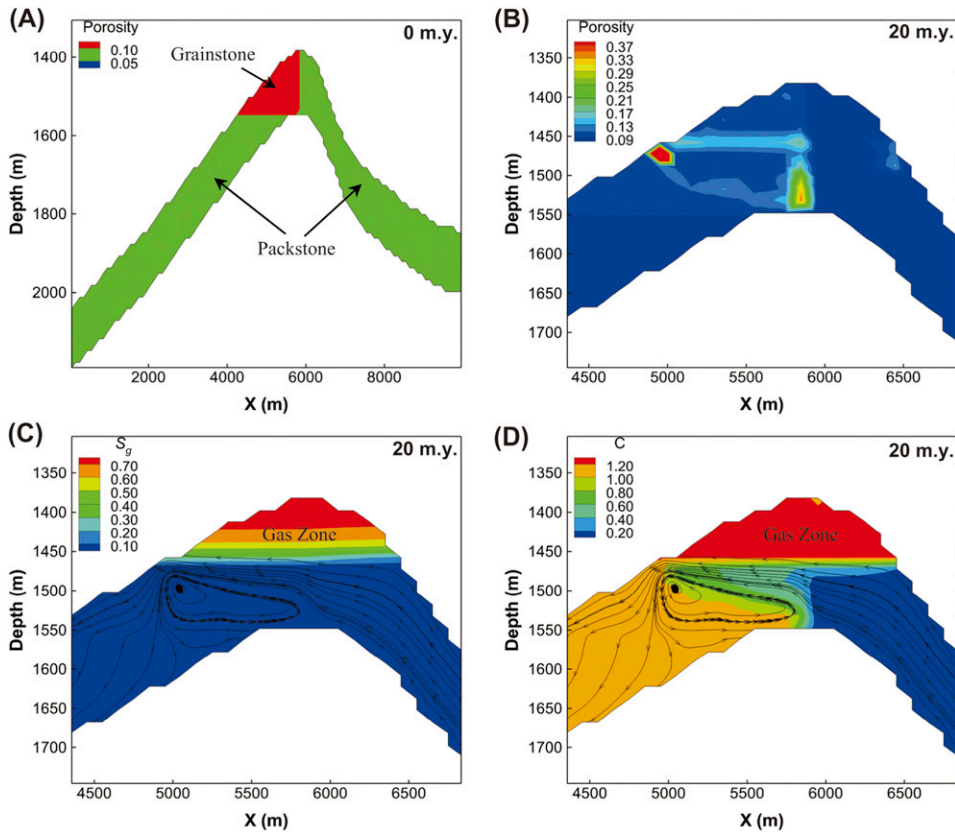 (A)
Porosity
0.10
0.05
0 m.y.
Grainstone
Packstone
Depth (m)
1400
1600
1800
2000
2000 4000 6000 8000
X (m)
(B)
Porosity
0.37
0.33
0.29
0.25
0.21
0.17
0.13
0.09
20 m.y.
Depth (m)
1350
1400
1450
1500
1550
1600
1650
1700
4500 5000 5500 6000 6500
X (m)
(C)
Sg
0.70
0.60
0.50
0.40
0.30
0.20
0.10
20 m.y.
Gas Zone
Depth (m)
1350
1400
1450
1500
1550
1600
1650
1700
4500 5000 5500 6000 6500
X (m)
(D)
C
1.20
1.00
0.80
0.60
0.40
0.20
20 m.y.
Gas Zone
Depth (m)
1350
1400
1450
1500
1550
1600
1650
1700
4500 5000 5500 6000 6500
X (m)